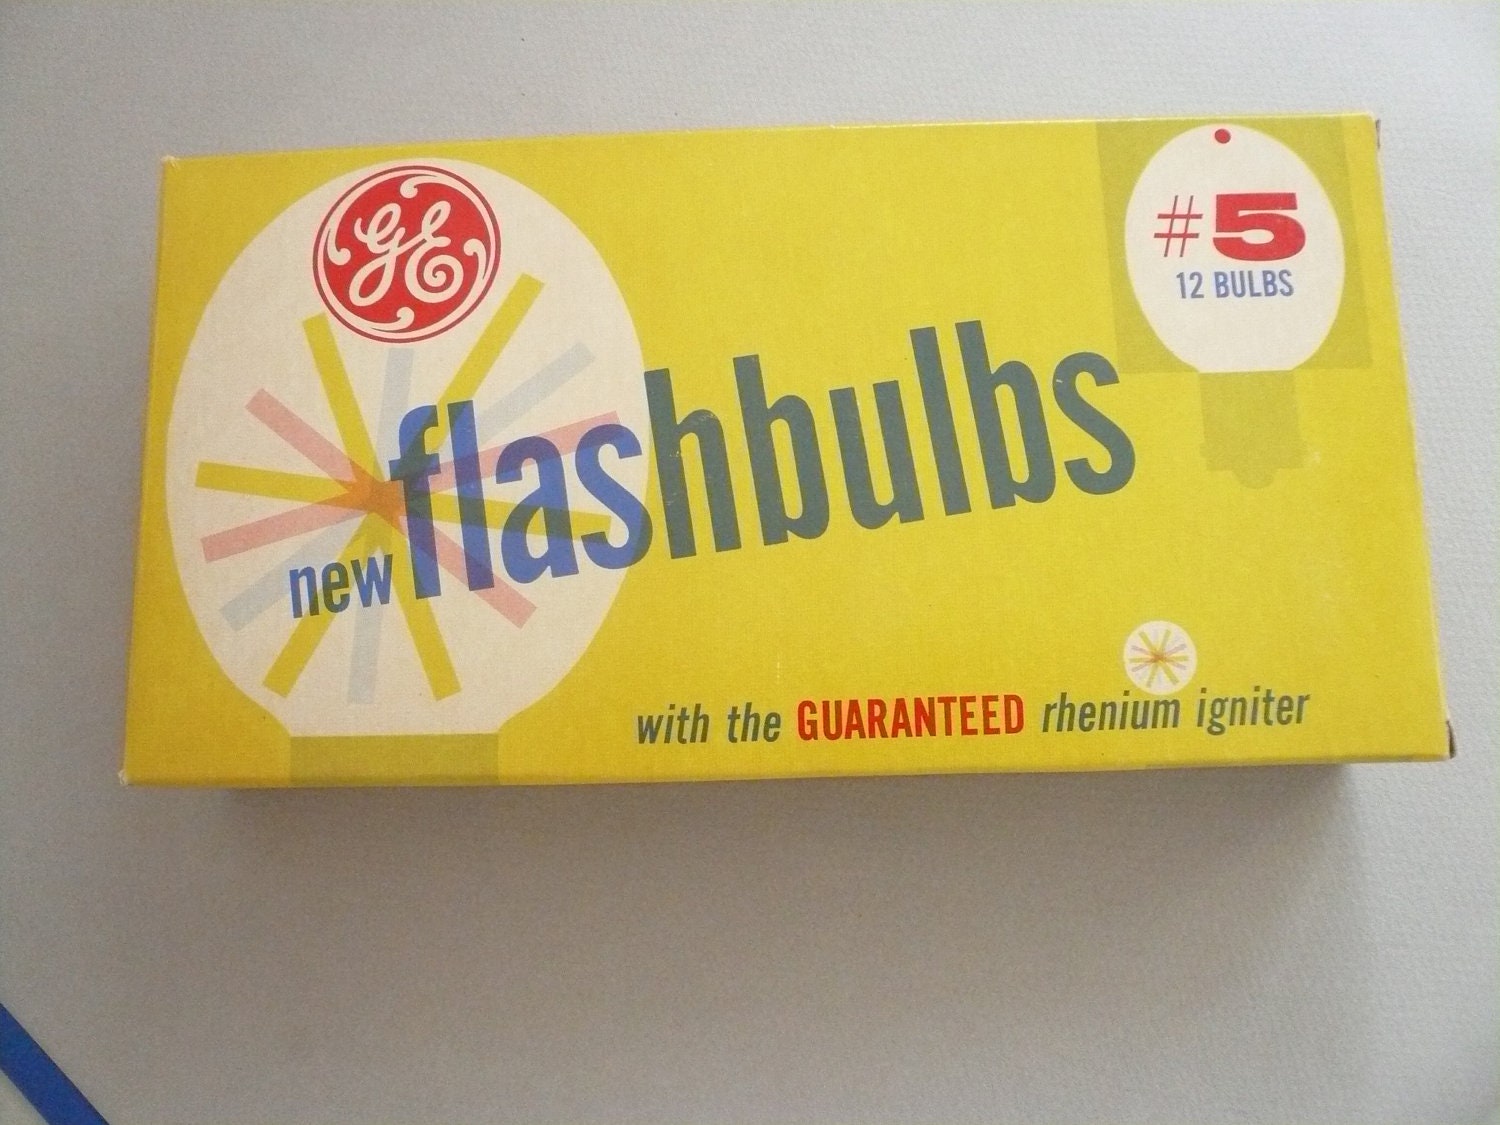 GE
#5
12 BULBS
new flashbulbs
with the GUARANTEED rhenium igniter